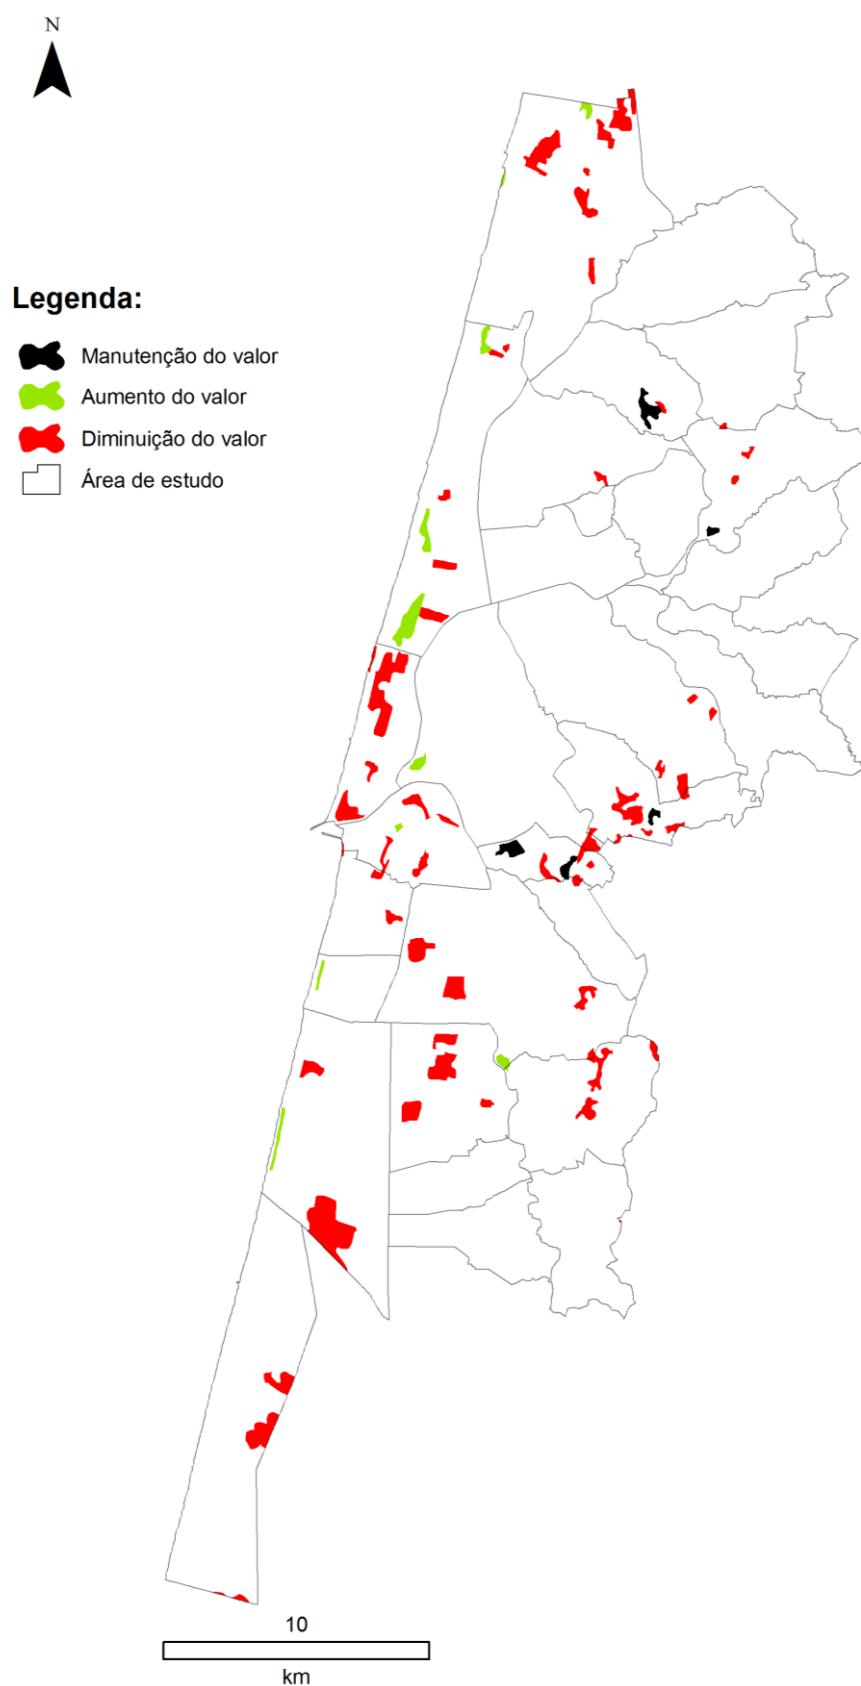 N
Legenda:
Manutenção do valor
Aumento do valor
Diminuição do valor
Área de estudo
10
km